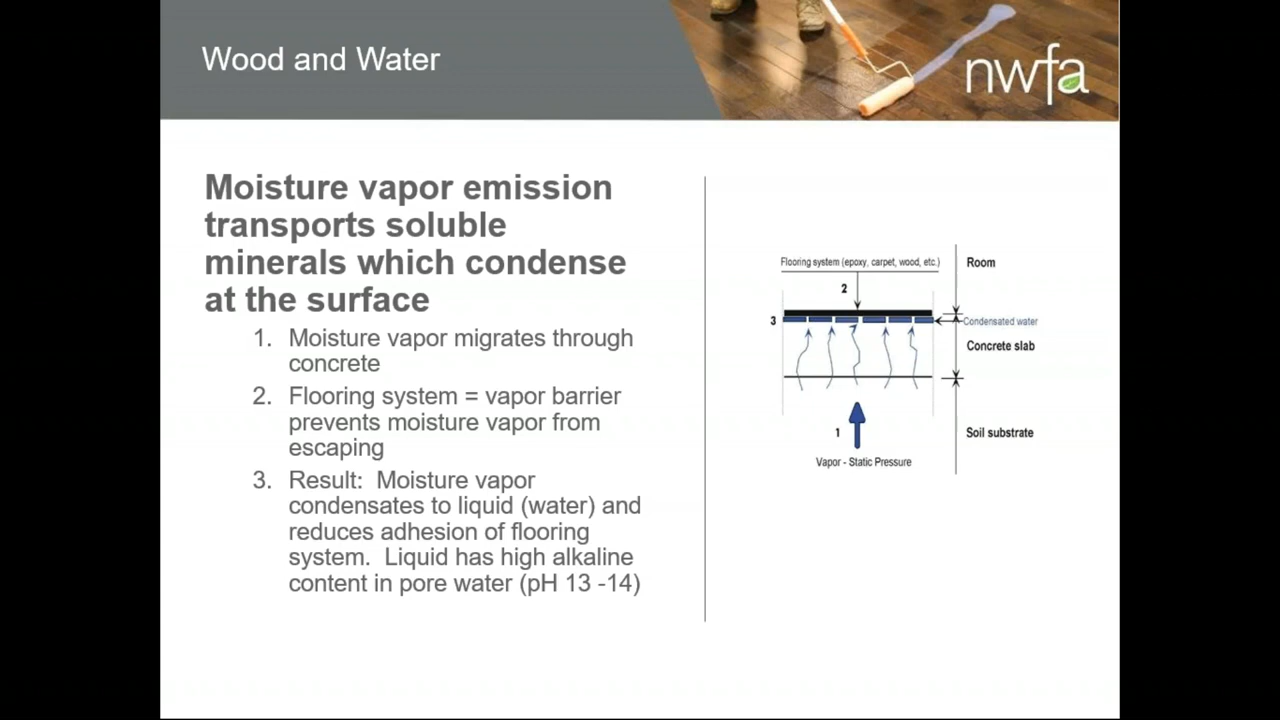 Wood and Water
nwfa
Moisture vapor emission
transports soluble
minerals which condense
at the surface
1. Moisture vapor migrates through
concrete
2. Flooring system = vapor barrier
prevents moisture vapor from
escaping
3. Result: Moisture vapor
condensates to liquid (water) and
reduces adhesion of flooring
system. Liquid has high alkaline
content in pore water (pH 13 -14)
Flooring system (epoxy, carpet, wood, etc.)
Room
2
3
Condensated water
Concrete slab
1
Soil substrate
Vapor - Static Pressure